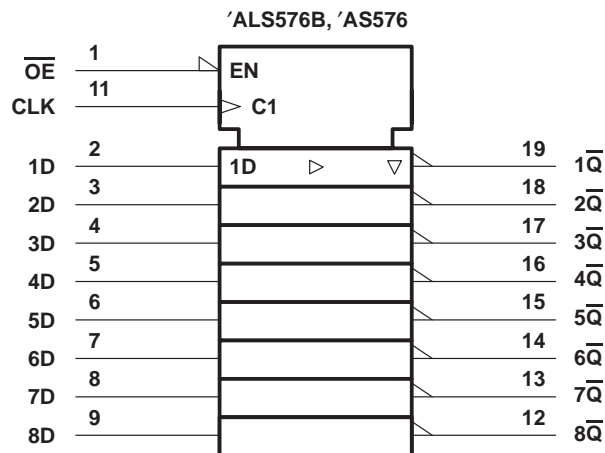 ′ALS576B, ′AS576
O̅E̅ 1 EN
CLK 11 C1
1D 2 1D 19 1Q̅
2D 3 18 2Q̅
3D 4 17 3Q̅
4D 5 16 4Q̅
5D 6 15 5Q̅
6D 7 14 6Q̅
7D 8 13 7Q̅
8D 9 12 8Q̅